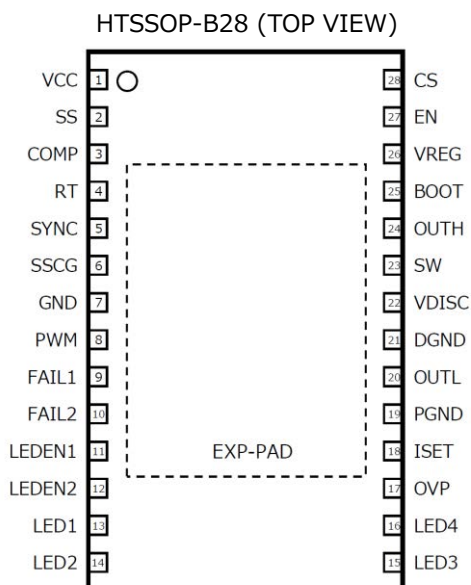 HTSSOP-B28 (TOP VIEW)
VCC 1 28 CS
SS 2 27 EN
COMP 3 26 VREG
RT 4 25 BOOT
SYNC 5 24 OUTH
SSCG 6 23 SW
GND 7 22 VDISC
PWM 8 21 DGND
FAIL1 9 20 OUTL
FAIL2 10 19 PGND
LEDEN1 11 EXP-PAD 18 ISET
LEDEN2 12 17 OVP
LED1 13 16 LED4
LED2 14 15 LED3